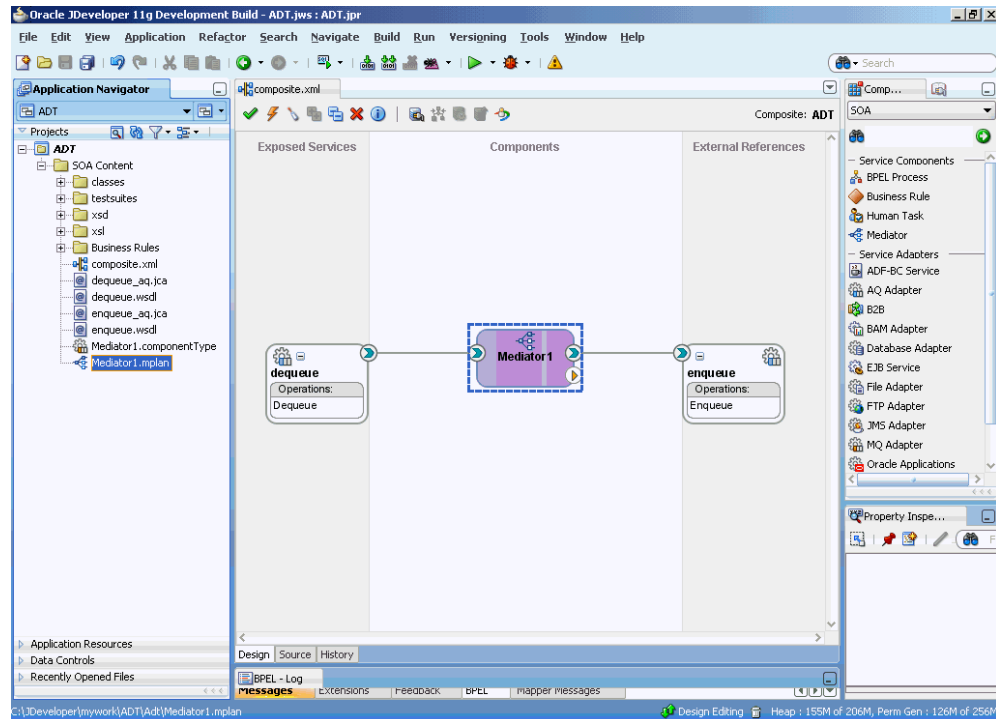 Oracle JDeveloper 11g Development Build - ADT.jws : ADT.jpr
File Edit View Application Refactor Search Navigate Build Run Versioning Tools Window Help
Search
Application Navigator
ADT
Projects
ADT
SOA Content
classes
testsuites
xsd
xsl
Business Rules
composite.xml
dequeue_aq.jca
dequeue.wsdl
enqueue_aq.jca
enqueue.wsdl
Mediator1.componentType
Mediator1.mplan
Application Resources
Data Controls
Recently Opened Files
composite.xml
Composite: ADT
Exposed Services
Components
External References
dequeue
Operations:
Dequeue
Mediator1
enqueue
Operations:
Enqueue
Design Source History
BPEL - Log
Messages Extensions Feedback BPEL Mapper Messages
Comp...
SOA
Service Components
BPEL Process
Business Rule
Human Task
Mediator
Service Adapters
ADF-BC Service
AQ Adapter
B2B
BAM Adapter
Database Adapter
EJB Service
File Adapter
FTP Adapter
JMS Adapter
MQ Adapter
Oracle Applications
Property Inspe...
C:\JDeveloper\mywork\ADT\Adt\Mediator1.mplan
Design Editing Heap : 155M of 206M, Perm Gen : 126M of 256M